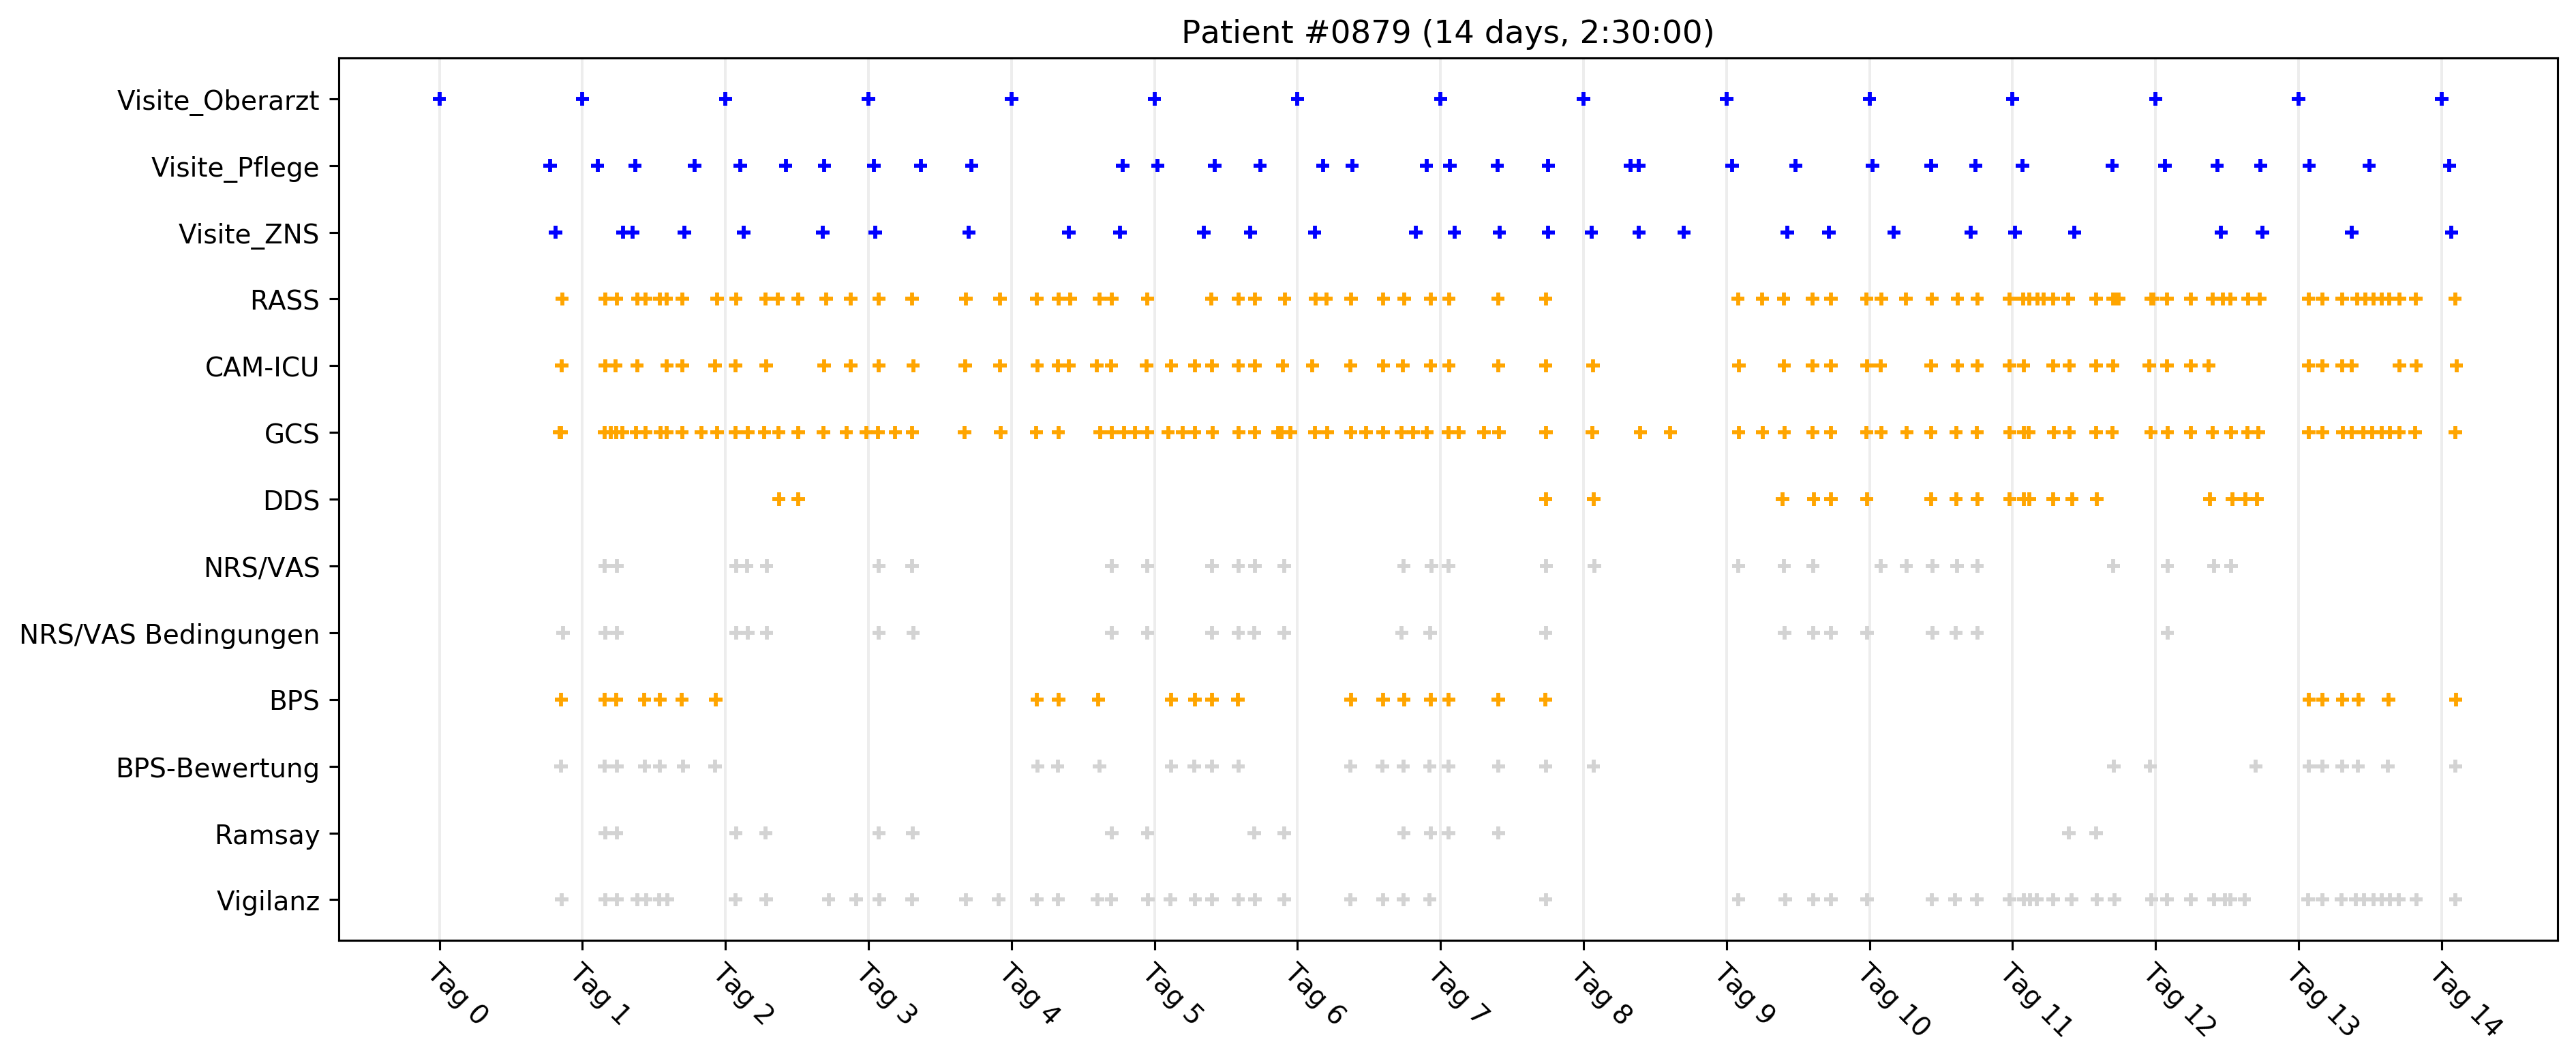 Patient #0879 (14 days, 2:30:00)
Visite_Oberarzt
Visite_Pflege
Visite_ZNS
RASS
CAM-ICU
GCS
DDS
NRS/VAS
NRS/VAS Bedingungen
BPS
BPS-Bewertung
Ramsay
Vigilanz
Tag 0
Tag 1
Tag 2
Tag 3
Tag 4
Tag 5
Tag 6
Tag 7
Tag 8
Tag 9
Tag 10
Tag 11
Tag 12
Tag 13
Tag 14